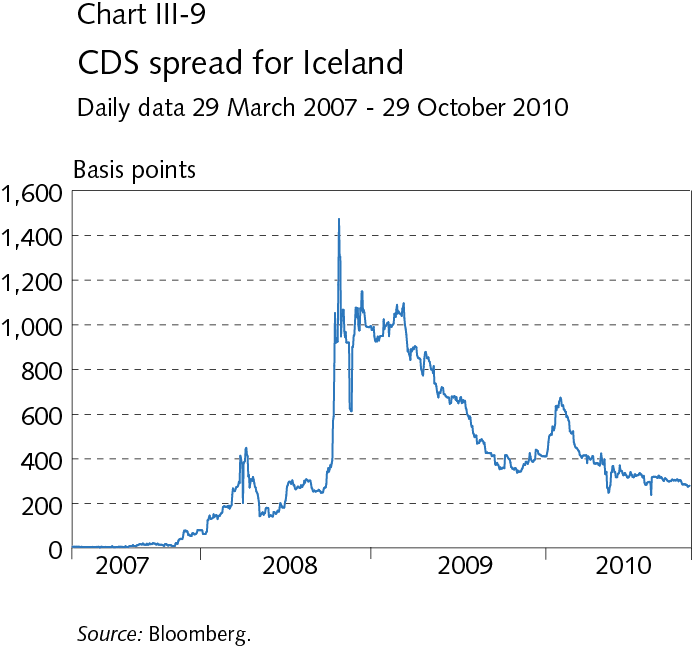 Chart III-9
CDS spread for Iceland
Daily data 29 March 2007 - 29 October 2010
Basis points
1,600
1,400
1,200
1,000
800
600
400
200
0
2007 2008 2009 2010
Source: Bloomberg.